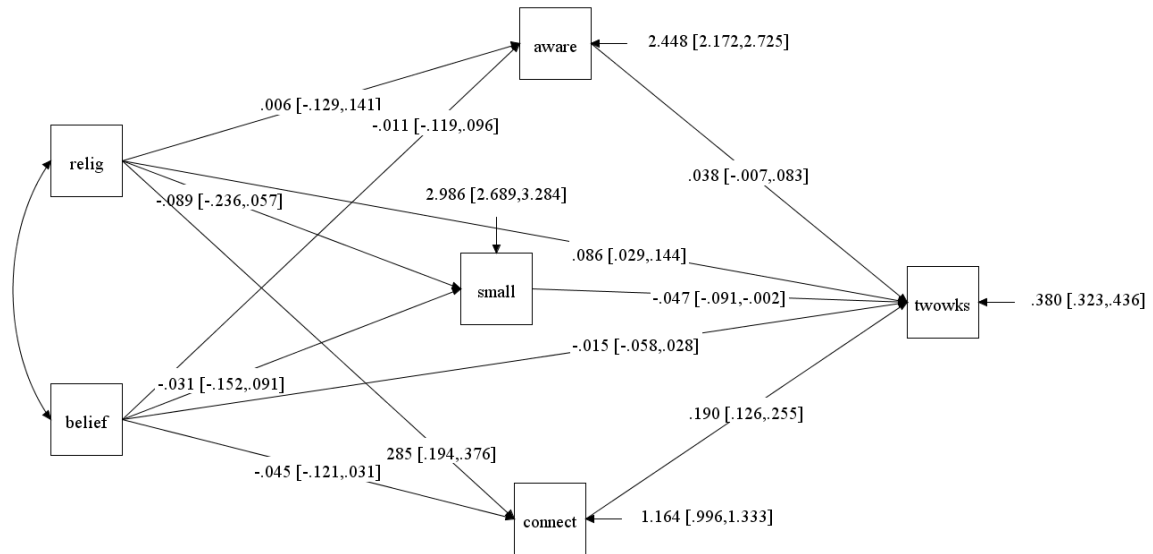 aware
2.448 [2.172,2.725]
.006 [-.129,.141]
-.011 [-.119,.096]
relig
.038 [-.007,.083]
-.089 [-.236,.057]
2.986 [2.689,3.284]
.086 [.029,.144]
small
-.047 [-.091,-.002]
twowks
.380 [.323,.436]
-.015 [-.058,.028]
-.031 [-.152,.091]
belief
.190 [.126,.255]
285 [.194,.376]
-.045 [-.121,.031]
connect
1.164 [.996,1.333]